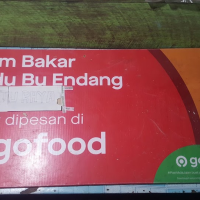 m Bakar
du Bu Endang
dipesan di
gofood
go